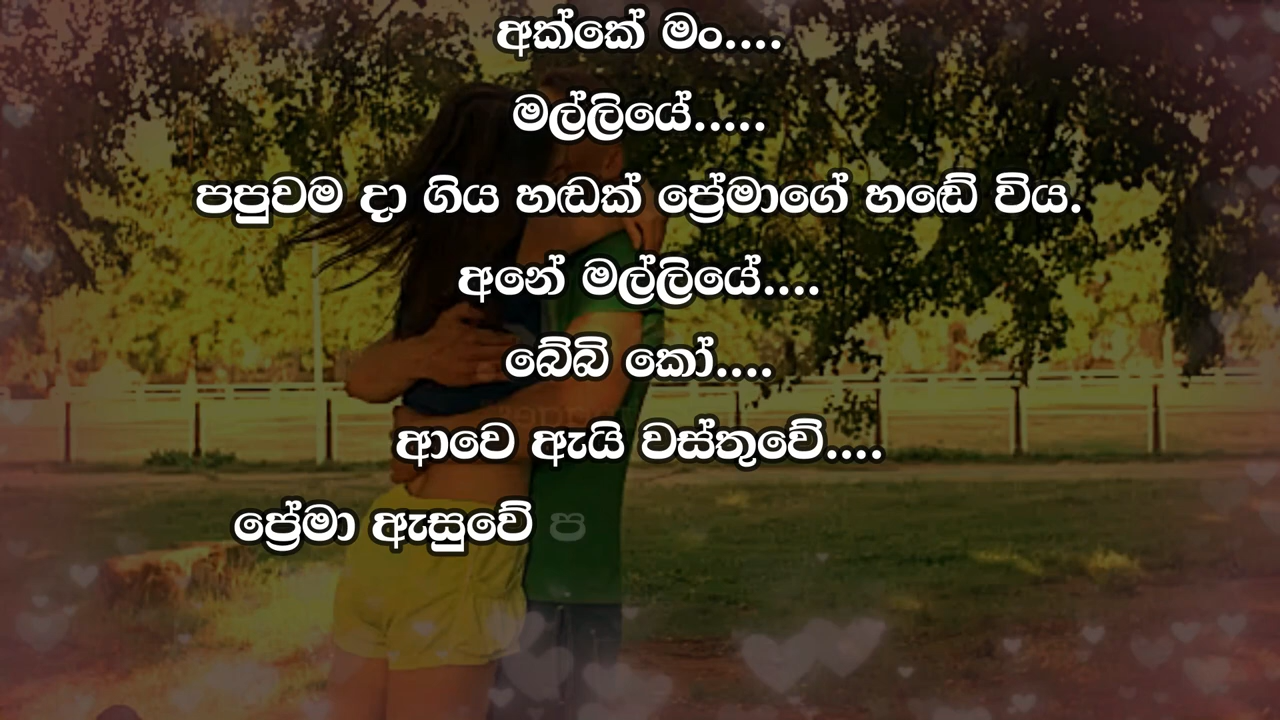 අක්කේ මං....
මල්ලියේ.....
පපුවම දා ගිය හඬක් ප්‍රේමාගේ හඬේ විය.
අනේ මල්ලියේ....
බේබි කෝ....
ආවෙ ඇයි වස්තුවේ....
ප්‍රේමා ඇසුවේ ප